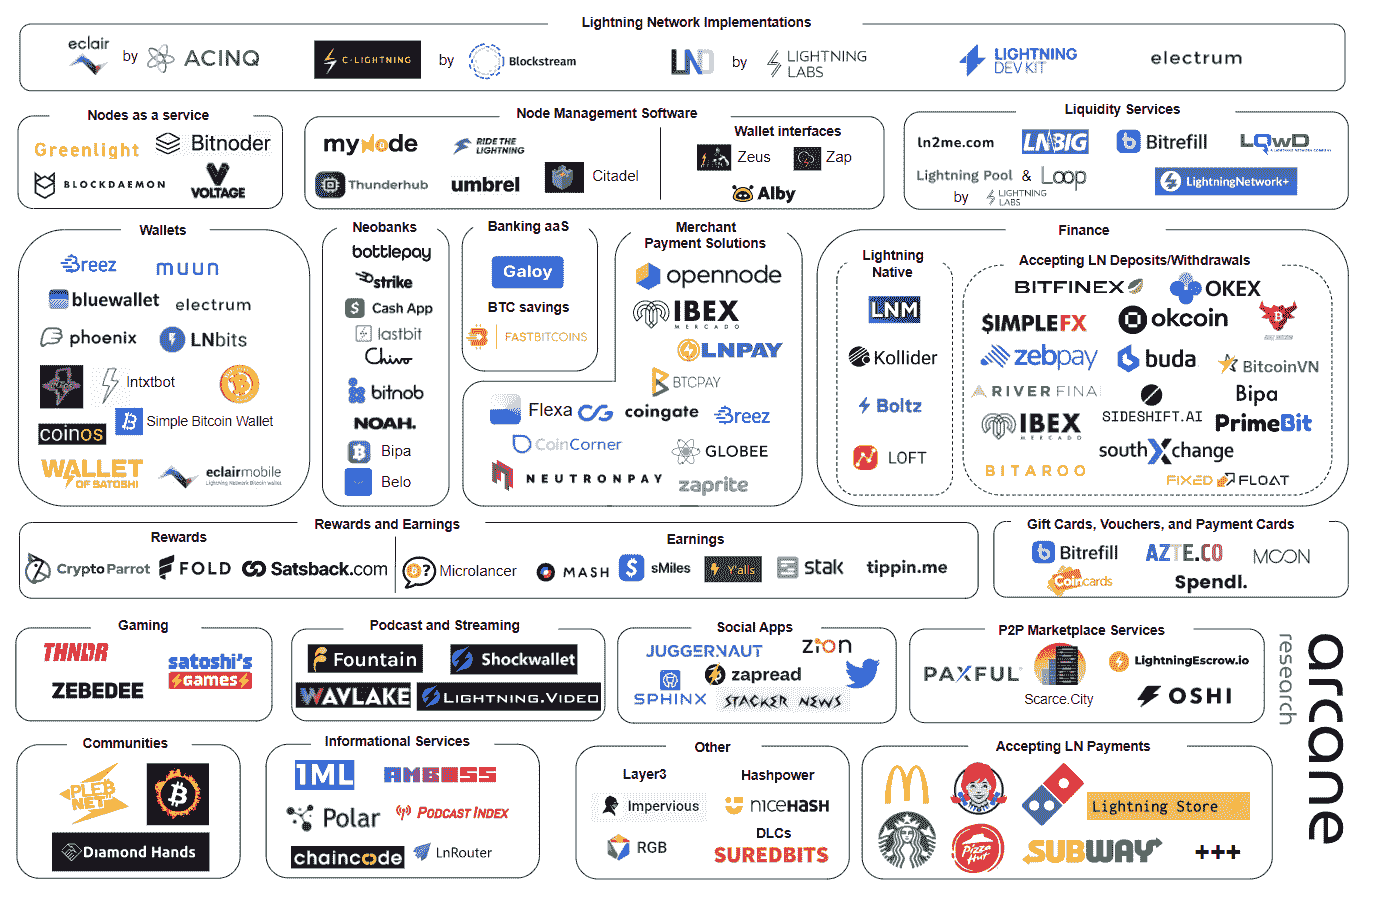 Lightning Network Implementations
eclair by ACINQ
C-LIGHTNING by Blockstream
LND by LIGHTNING LABS
LIGHTNING DEV KIT
electrum
Nodes as a service
Greenlight
Bitnoder
BLOCKDAEMON
VOLTAGE
Node Management Software
myNode
RIDE THE LIGHTNING
Thunderhub
umbrel
Citadel
Wallet interfaces
Zeus
Zap
Alby
Liquidity Services
ln2me.com
LNBIG
Bitrefill
LQwD
Lightning Pool & Loop
by LIGHTNING LABS
LightningNetwork+
Wallets
Breez
muun
bluewallet
electrum
phoenix
LNbits
lntxtbot
coinos
Simple Bitcoin Wallet
WALLET OF SATOSHI
eclair mobile
Lightning Network Bitcoin Wallet
Neobanks
bottlepay
strike
Cash App
lastbit
Chivo
bitnob
NOAH.
Bipa
Belo
Banking aaS
Galoy
BTC savings
FASTBITCOINS
Merchant
Payment Solutions
opennode
IBEX
MERCADO
LNPAY
BTCPAY
Flexa
coingate
Breez
CoinCorner
GLOBEE
NEUTRONPAY
zaprite
Finance
Lightning
Native
LNM
Kollider
Boltz
LOFT
Accepting LN Deposits/Withdrawals
BITFINEX
OKEX
$IMPLEFX
okcoin
zebpay
buda
BitcoinVN
RIVER FINA
SIDESHIFT.AI
Bipa
IBEX
MERCADO
PrimeBit
southXchange
BITAROO
FIXED FLOAT
Rewards and Earnings
Rewards
CryptoParrot
FOLD
Satsback.com
Earnings
Microlancer
MASH
sMiles
Y'alls
stak
tippin.me
Gift Cards, Vouchers, and Payment Cards
Bitrefill
AZTE.CO
MOON
Coincards
Spendl.
Gaming
THNDR
satoshi's games
ZEBEDEE
Podcast and Streaming
Fountain
Shockwallet
WAVLAKE
LIGHTNING.VIDEO
Social Apps
JUGGERNAUT
zion
zapread
SPHINX
STACKER NEWS
P2P Marketplace Services
PAXFUL
Scarce.City
LightningEscrow.io
OSHI
arcane
research
Communities
PLEB NET
Diamond Hands
Informational Services
1ML
AMBOSS
Polar
PODCAST INDEX
chaincode
LnRouter
Other
Layer3
Impervious
RGB
Hashpower
NICEHASH
DLCs
SUREDBITS
Accepting LN Payments
Lightning Store
Pizza Hut
SUBWAY
+++